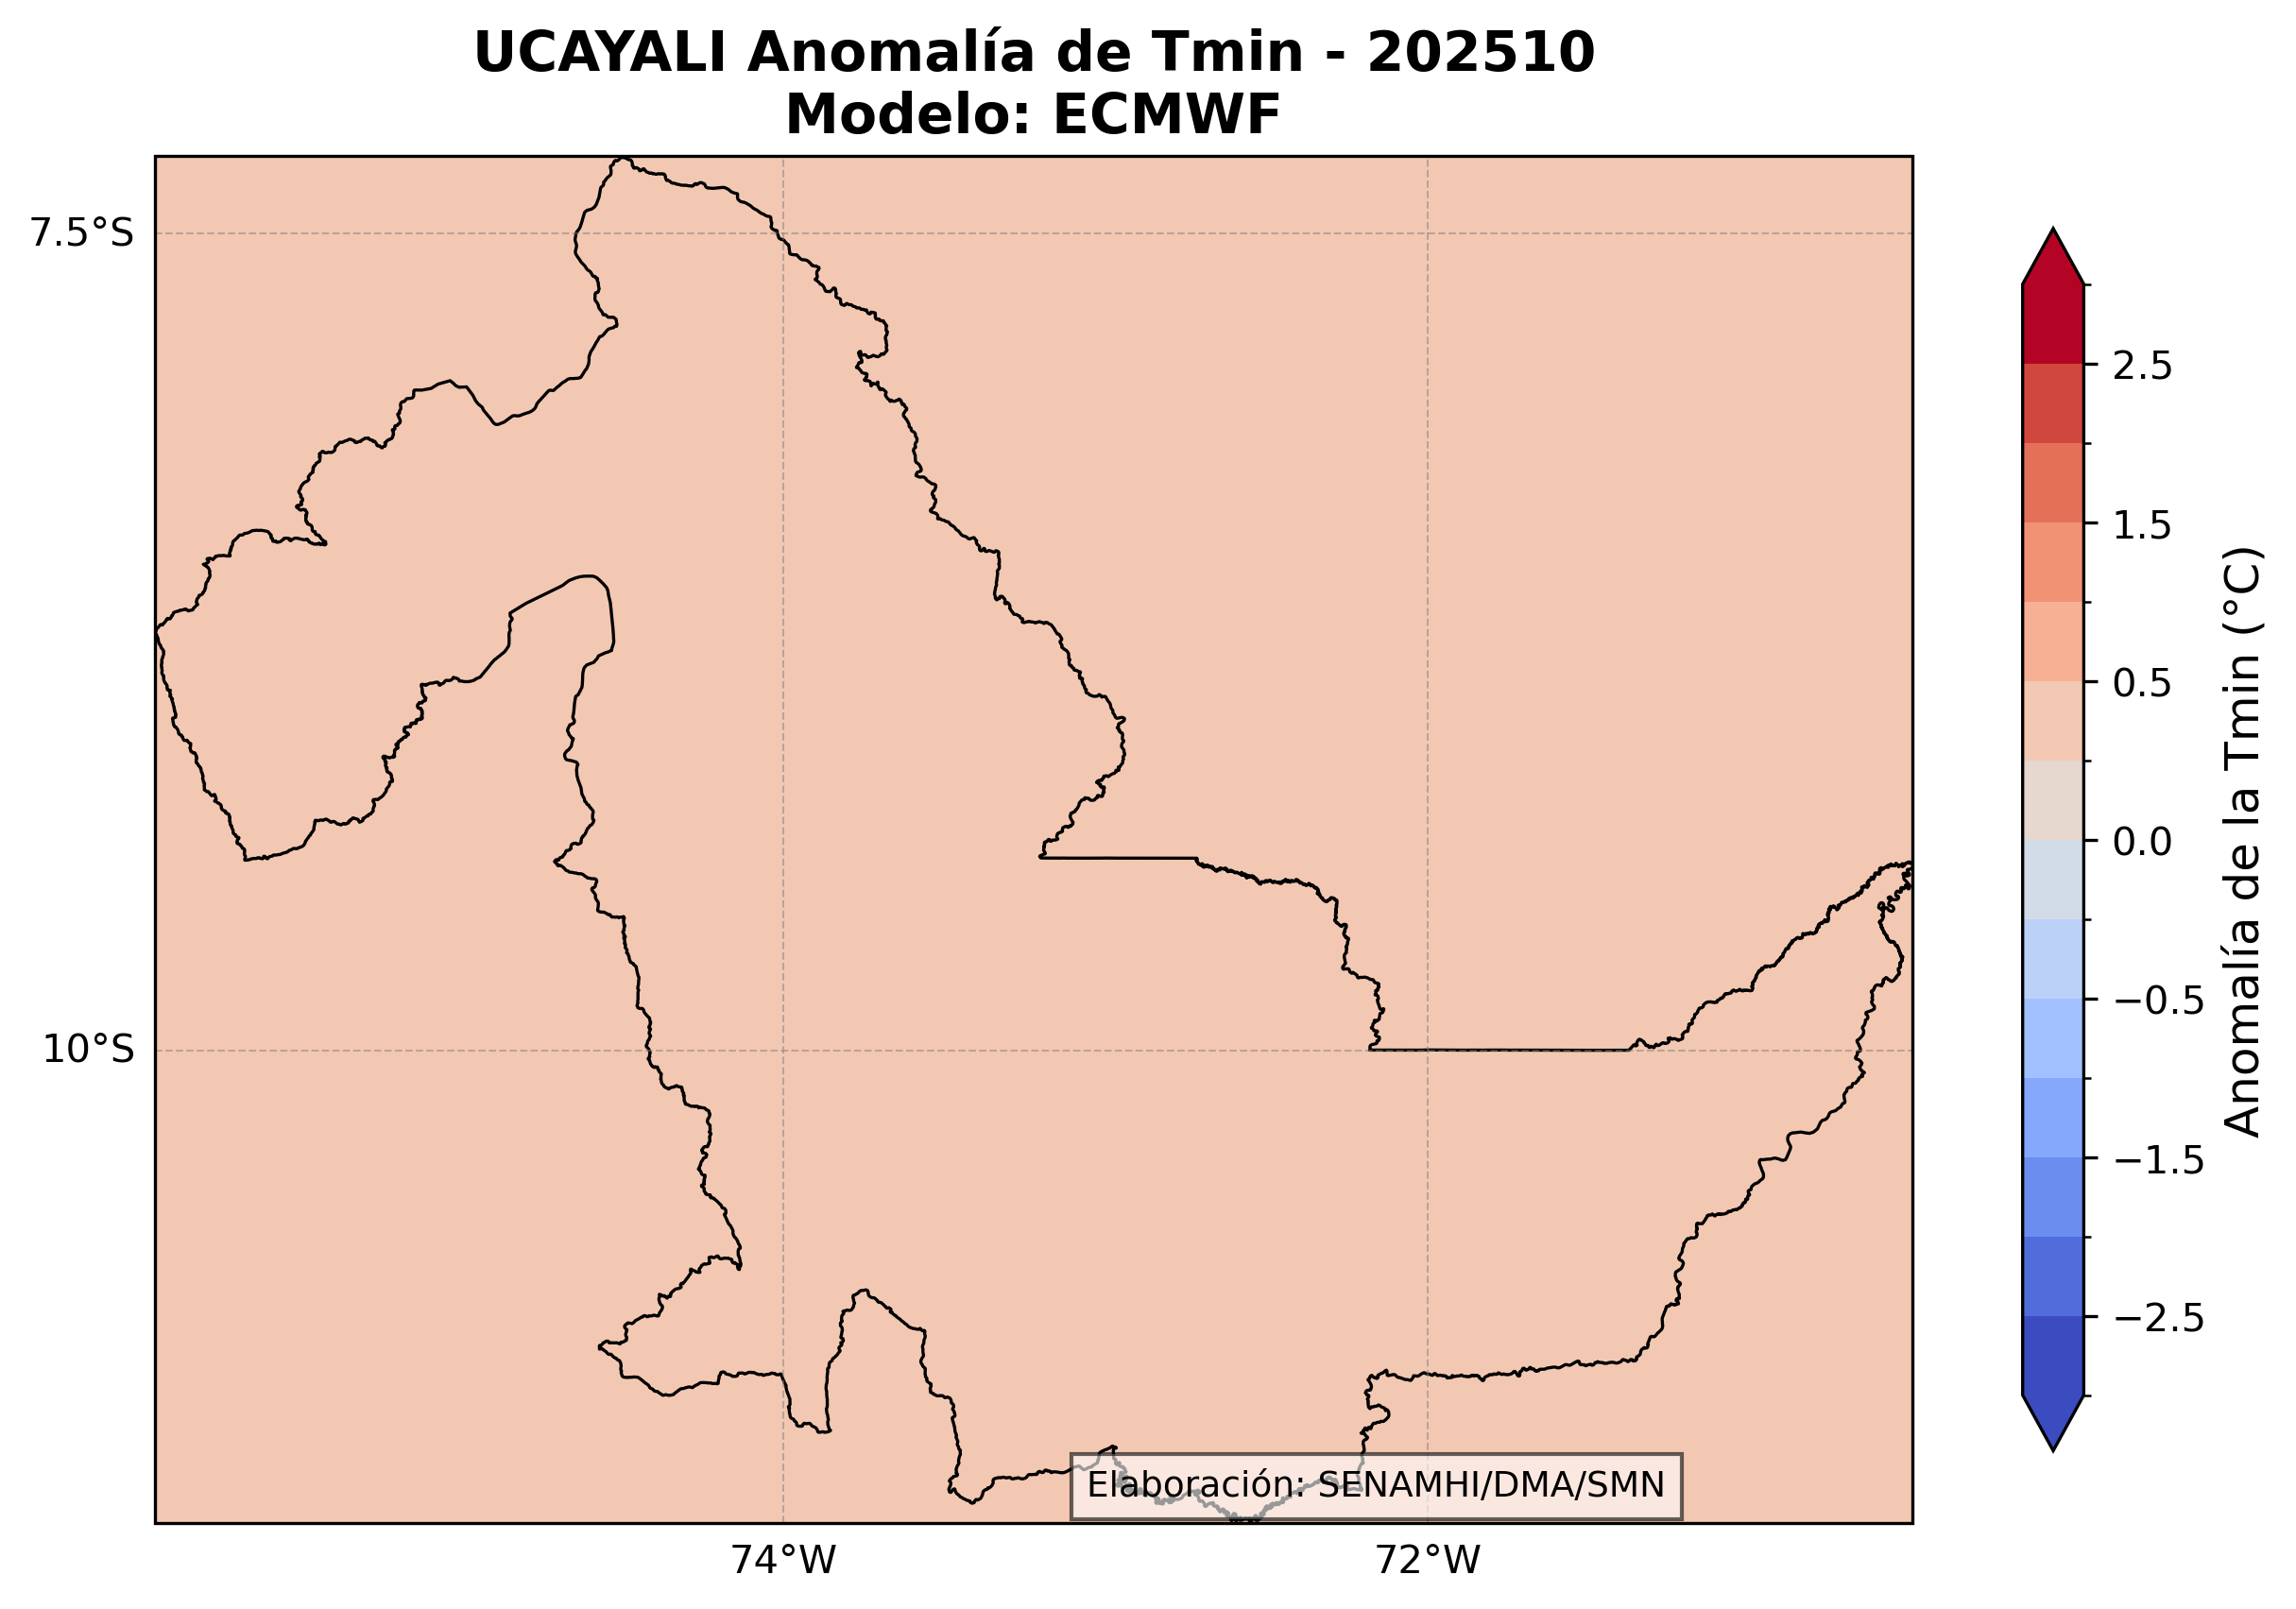 UCAYALI Anomalía de Tmin - 202510
Modelo: ECMWF
7.5°S
10°S
74°W
72°W
Elaboración: SENAMHI/DMA/SMN
2.5
1.5
0.5
0.0
−0.5
−1.5
−2.5
Anomalía de la Tmin (°C)